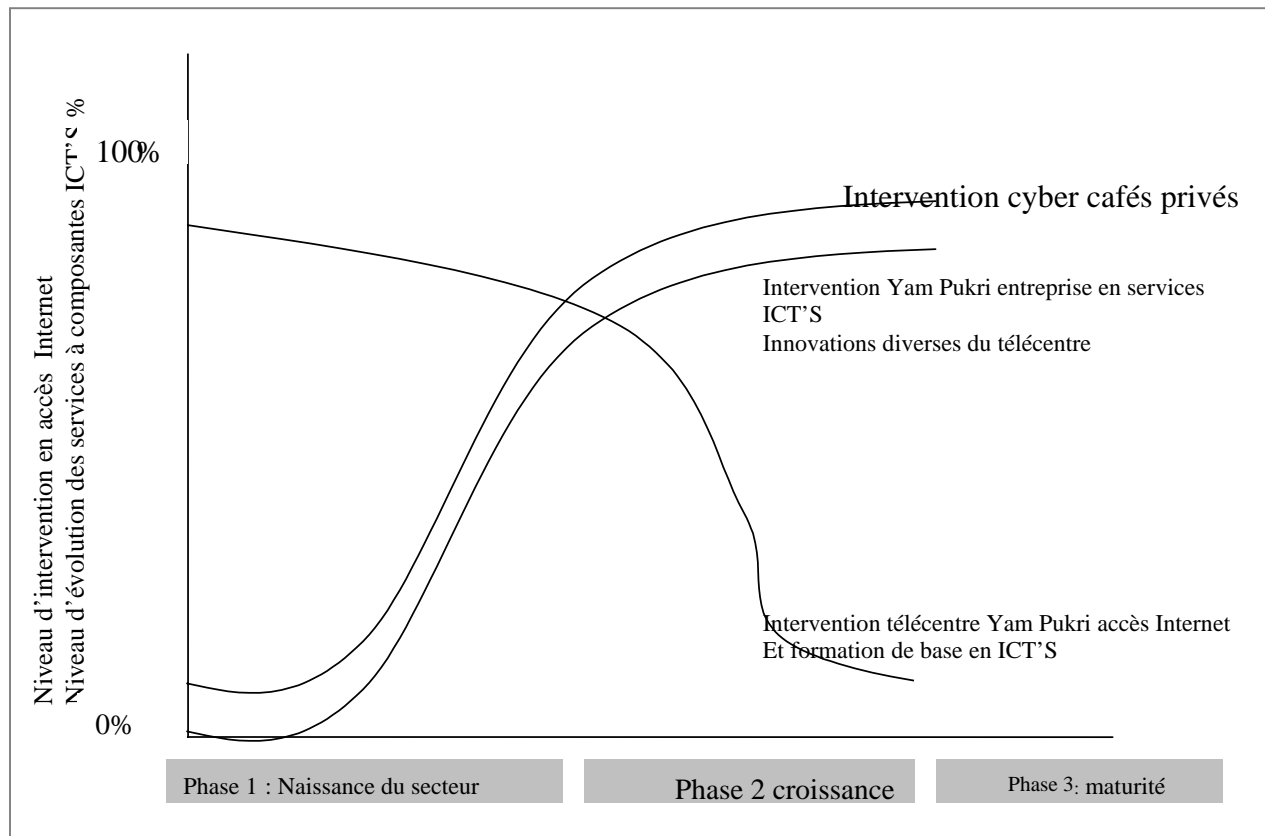 Niveau d’intervention en accès Internet
Niveau d’évolution des services à composantes ICT’S %
100%
Intervention cyber cafés privés
Intervention Yam Pukri entreprise en services
ICT’S
Innovations diverses du télécentre
Intervention télécentre Yam Pukri accès Internet
Et formation de base en ICT’S
0%
Phase 1 : Naissance du secteur
Phase 2 croissance
Phase 3: maturité